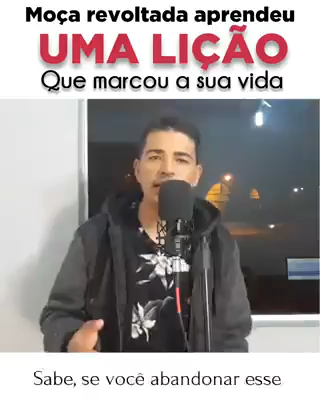 Moça revoltada aprendeu
UMA LIÇÃO
Que marcou a sua vida
Sabe, se você abandonar esse